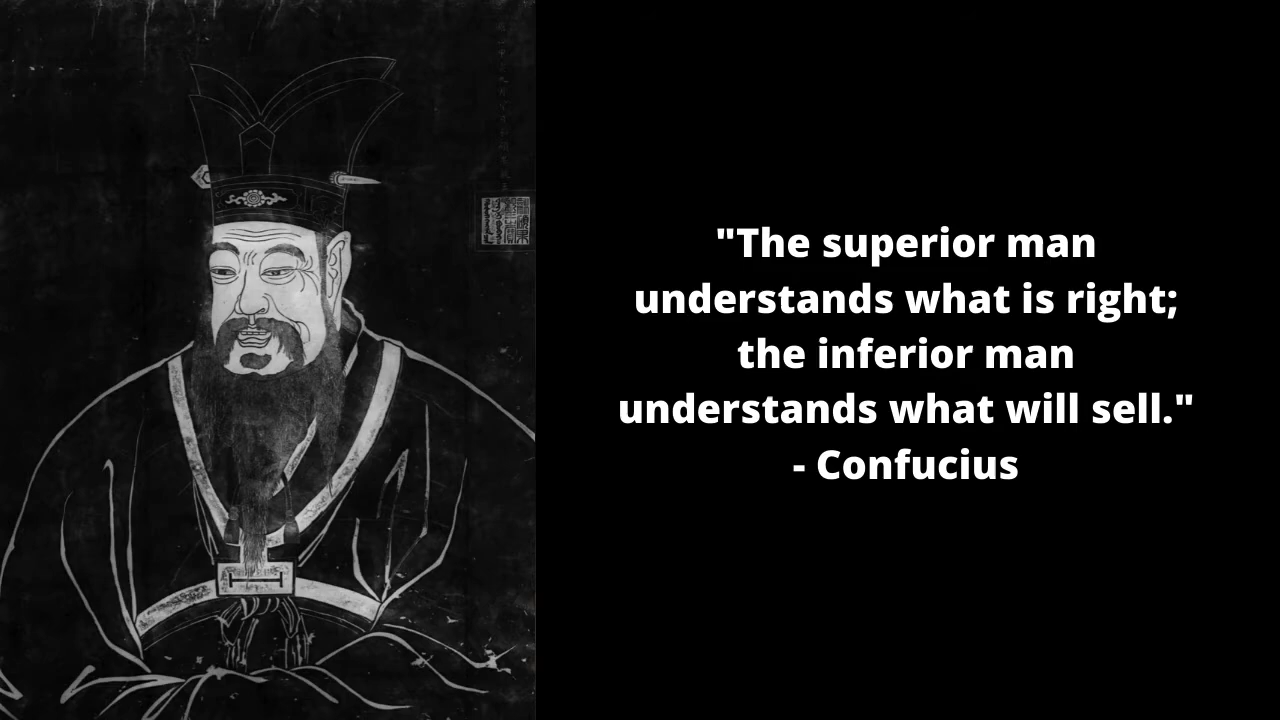 "The superior man
understands what is right;
the inferior man
understands what will sell."
- Confucius